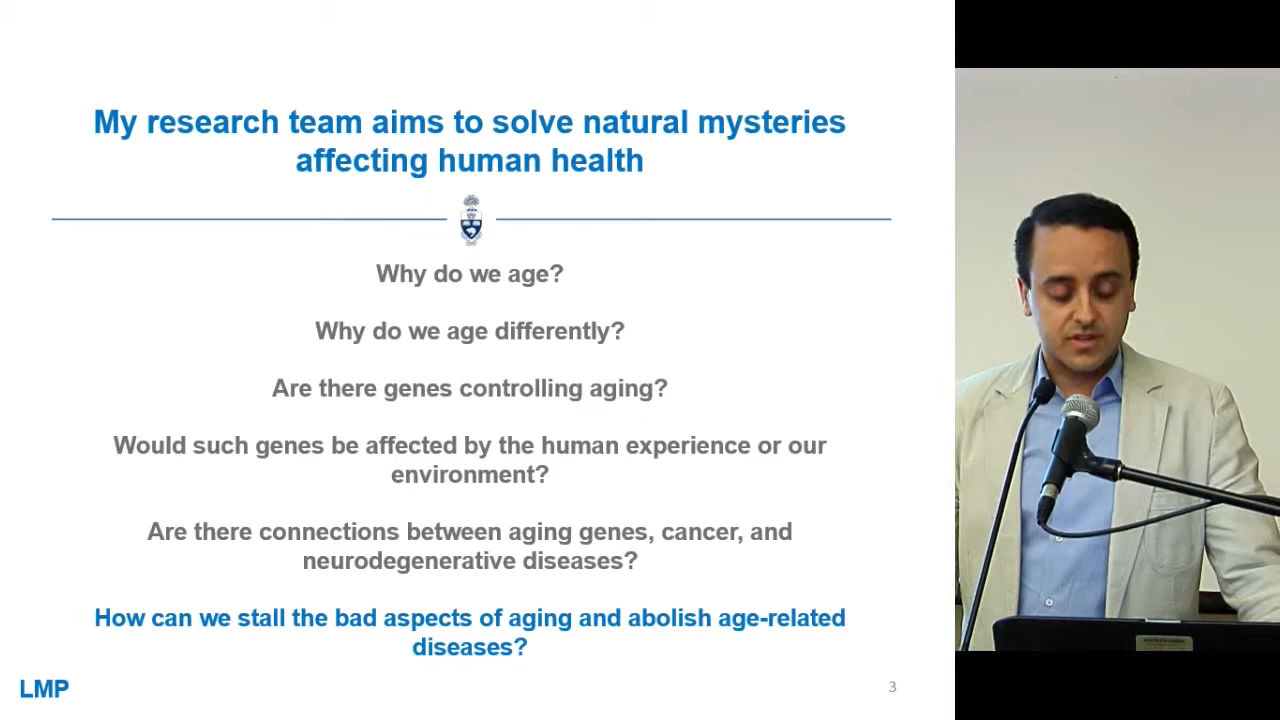 My research team aims to solve natural mysteries
affecting human health
Why do we age?
Why do we age differently?
Are there genes controlling aging?
Would such genes be affected by the human experience or our
environment?
Are there connections between aging genes, cancer, and
neurodegenerative diseases?
How can we stall the bad aspects of aging and abolish age-related
diseases?
LMP
3